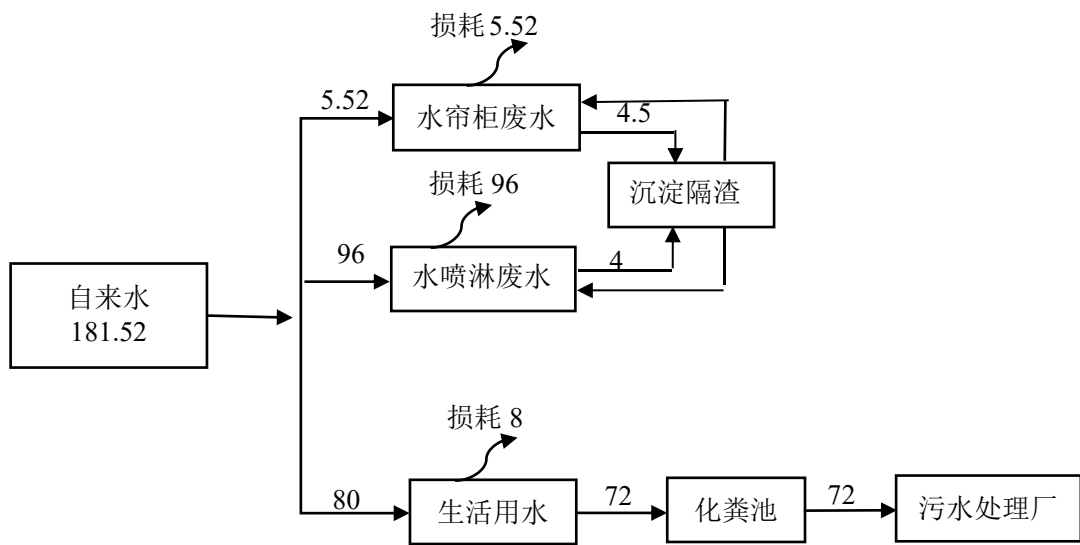 损耗 5.52
5.52
水帘柜废水
4.5
沉淀隔渣
损耗 96
96
水喷淋废水
4
自来水
181.52
损耗 8
80
生活用水
72
化粪池
72
污水处理厂